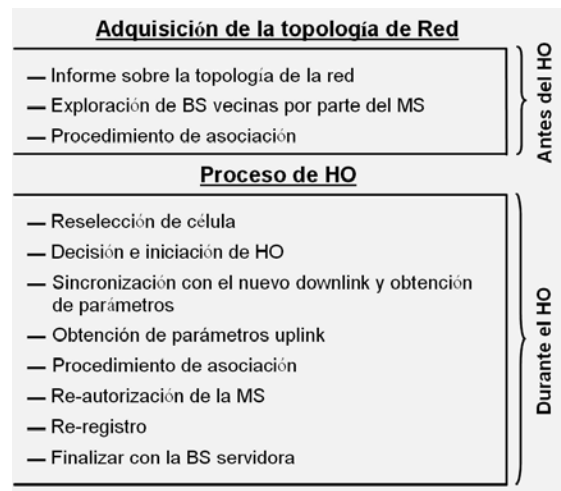 Adquisición de la topología de Red
— Informe sobre la topología de la red
— Exploración de BS vecinas por parte del MS
— Procedimiento de asociación
Antes del HO
Proceso de HO
— Reselección de célula
— Decisión e iniciación de HO
— Sincronización con el nuevo downlink y obtención
de parámetros
— Obtención de parámetros uplink
— Procedimiento de asociación
— Re-autorización de la MS
— Re-registro
— Finalizar con la BS servidora
Durante el HO